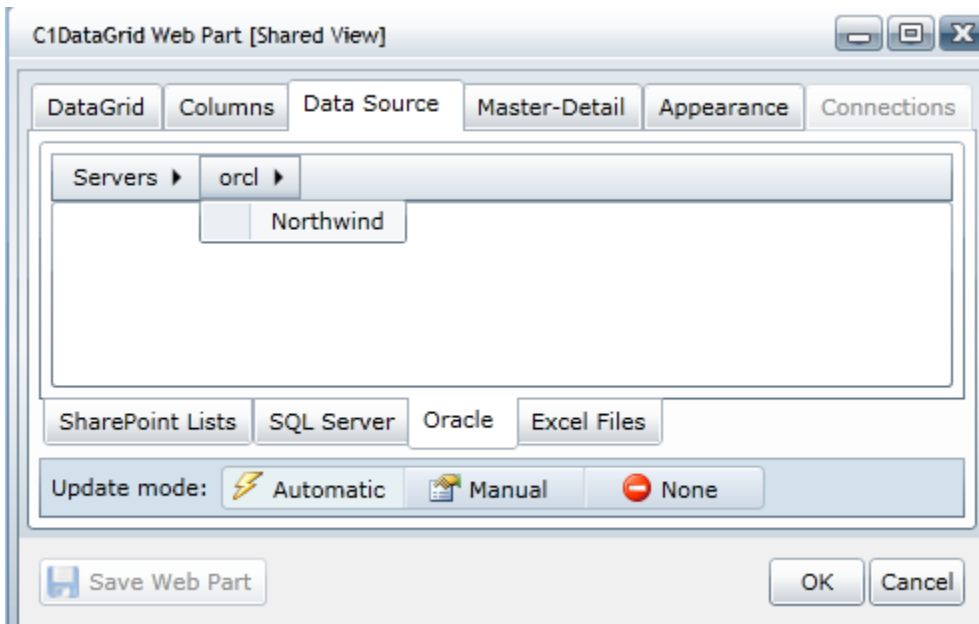 C1DataGrid Web Part [Shared View]
DataGrid Columns Data Source Master-Detail Appearance Connections
Servers orcl
Northwind
SharePoint Lists SQL Server Oracle Excel Files
Update mode: Automatic Manual None
Save Web Part OK Cancel